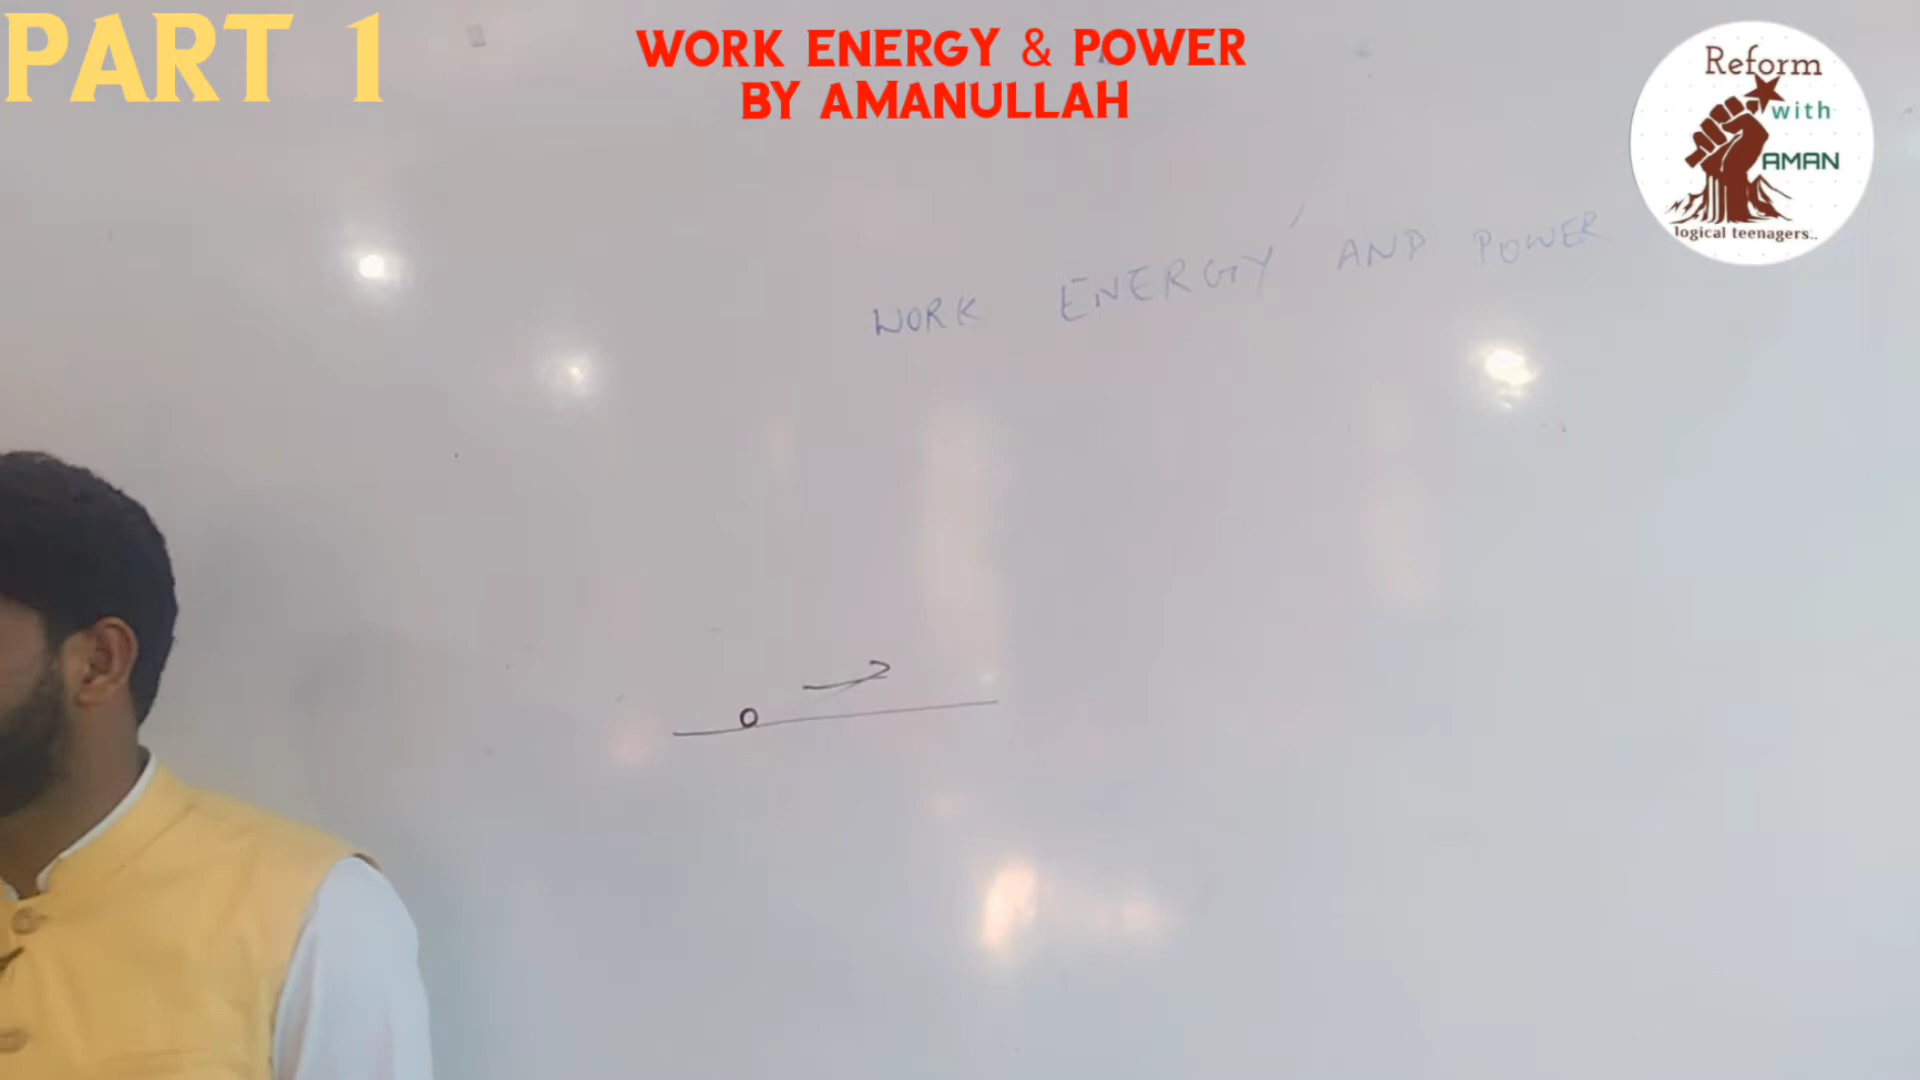 PART 1
WORK ENERGY & POWER
BY AMANULLAH
Reform
with
AMAN
logical teenagers..
WORK ENERGY AND POWER